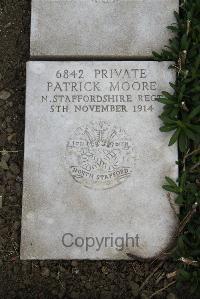 6842 PRIVATE
PATRICK MOORE
N. STAFFORDSHIRE REGT
5TH NOVEMBER 1914
NORTH STAFFORD
Copyright